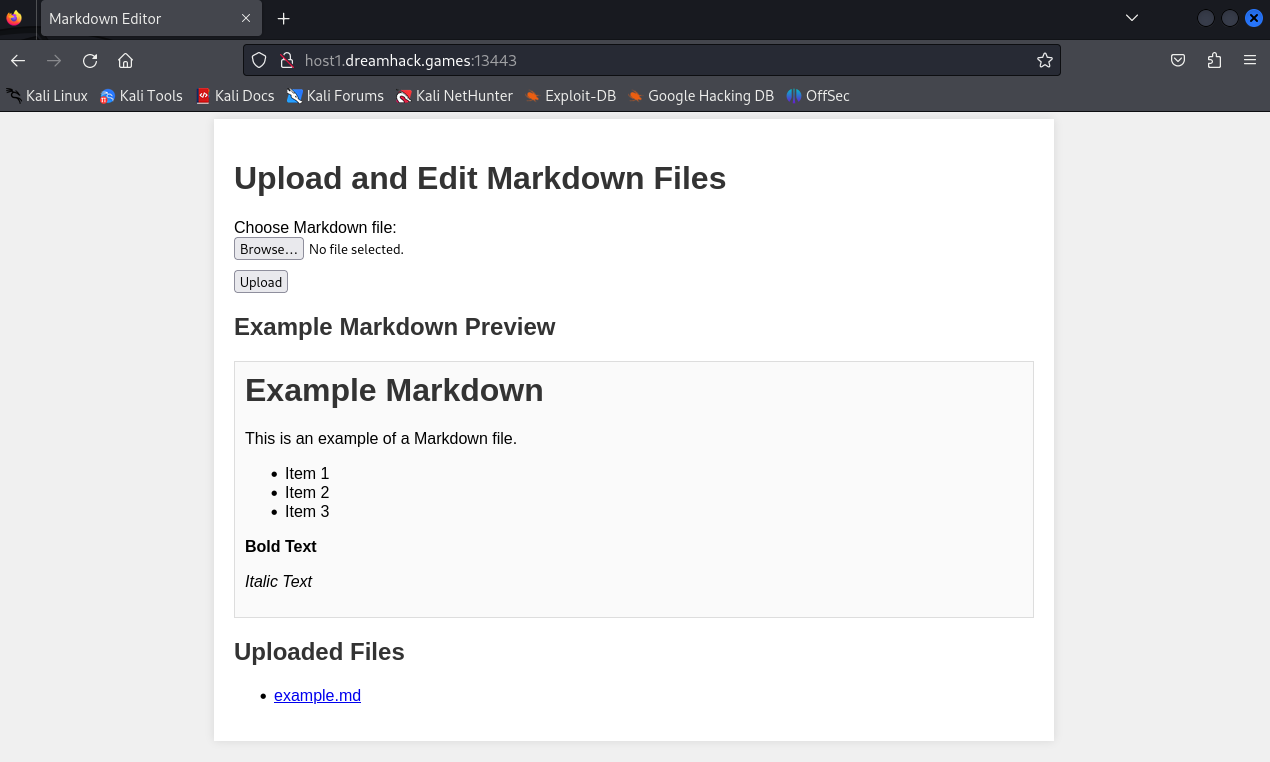 Markdown Editor
host1.dreamhack.games:13443
Kali Linux Kali Tools Kali Docs Kali Forums Kali NetHunter Exploit-DB Google Hacking DB OffSec
Upload and Edit Markdown Files
Choose Markdown file:
Browse... No file selected.
Upload
Example Markdown Preview
Example Markdown
This is an example of a Markdown file.
• Item 1
• Item 2
• Item 3
Bold Text
Italic Text
Uploaded Files
• example.md